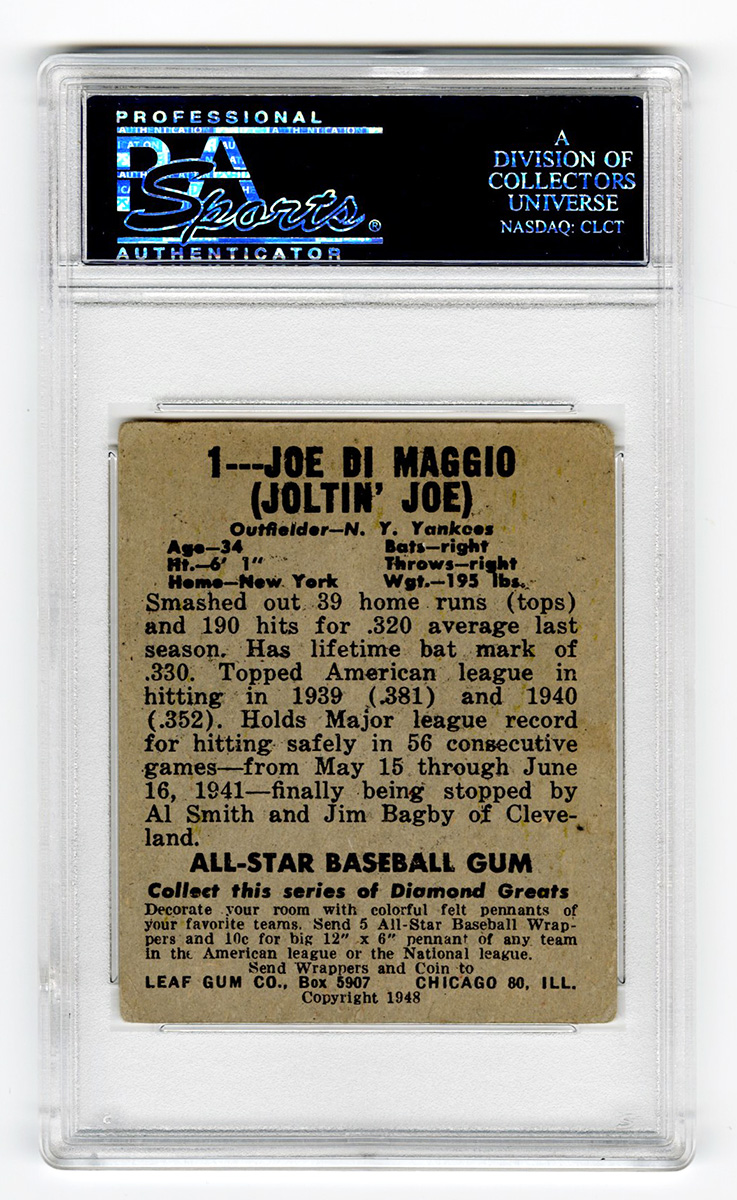 PROFESSIONAL
PSA
Sports®
AUTHENTICATOR
A
DIVISION OF
COLLECTORS
UNIVERSE
NASDAQ: CLCT
1---JOE DI MAGGIO
(JOLTIN' JOE)
Outfielder—N. Y. Yankees
Age—34 Bats—right
Ht.—6' 1" Throws—right
Home—New York Wgt.—195 lbs.
Smashed out 39 home runs (tops)
and 190 hits for .320 average last
season. Has lifetime bat mark of
.330. Topped American league in
hitting in 1939 (.381) and 1940
(.352). Holds Major league record
for hitting safely in 56 consecutive
games—from May 15 through June
16, 1941—finally being stopped by
Al Smith and Jim Bagby of Cleve-
land.
ALL-STAR BASEBALL GUM
Collect this series of Diamond Greats
Decorate your room with colorful felt pennants of
your favorite teams. Send 5 All-Star Baseball Wrap-
pers and 10c for big 12" x 6" pennant of any team
in the American league or the National league.
Send Wrappers and Coin to
LEAF GUM CO., Box 5907 CHICAGO 80, ILL.
Copyright 1948